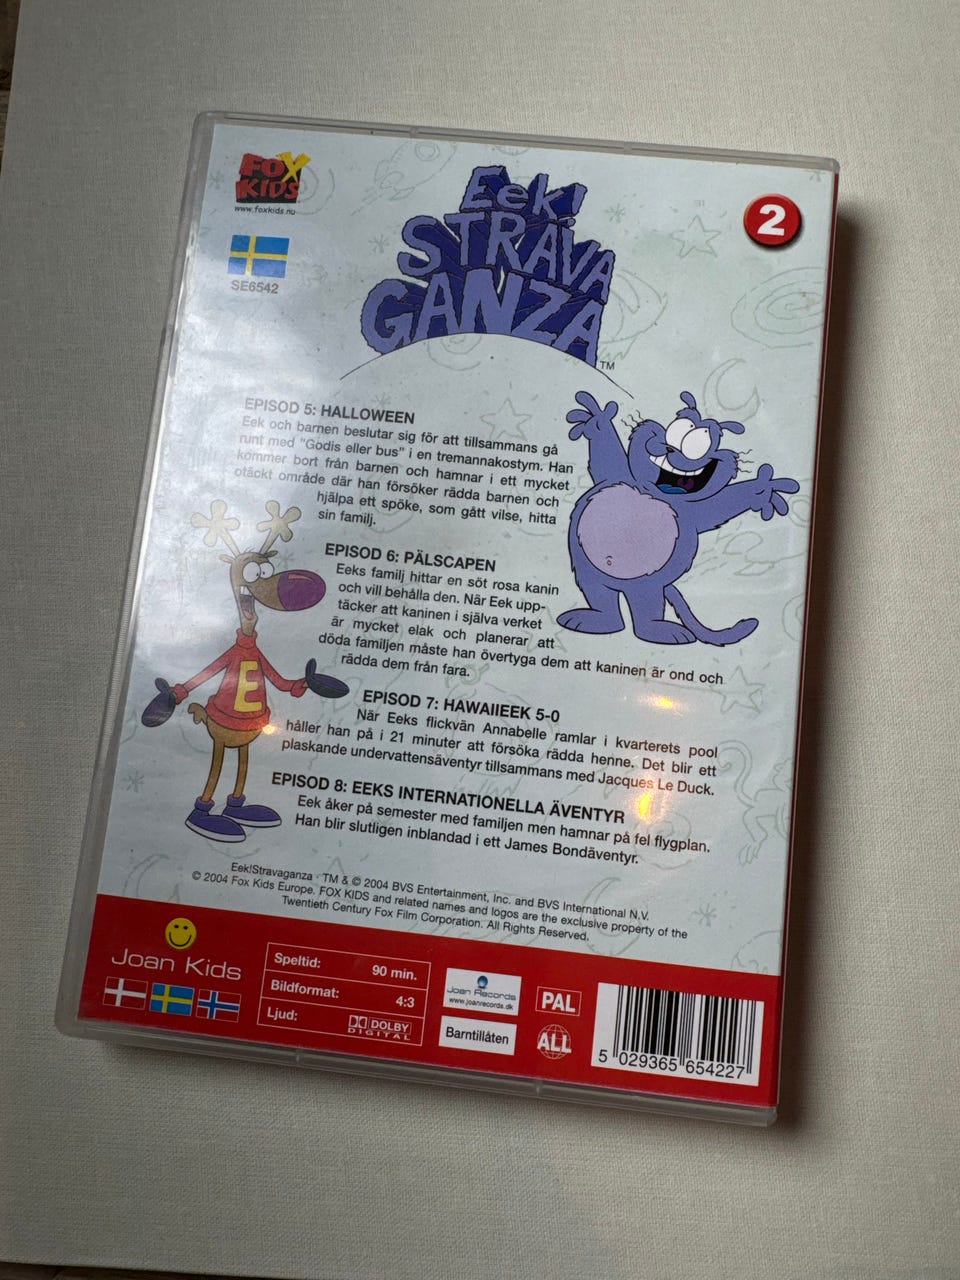 FOX
KIDS
www.foxkids.nu
SE6542
Eek!
STRAVA
GANZA
TM
2
EPISOD 5: HALLOWEEN
Eek och barnen beslutar sig för att tillsammans gå
runt med "Godis eller bus" i en tremannakostym. Han
kommer bort från barnen och hamnar i ett mycket
otäckt område där han försöker rädda barnen och
hjälpa ett spöke, som gått vilse, hitta
sin familj.
EPISOD 6: PÄLSCAPEN
Eeks familj hittar en söt rosa kanin
och vill behålla den. När Eek upp-
täcker att kaninen i själva verket
är mycket elak och planerar att
döda familjen måste han övertyga dem att kaninen är ond och
rädda dem från fara.
E
EPISOD 7: HAWAIIEEK 5-0
När Eeks flickvän Annabelle ramlar i kvarterets pool
håller han på i 21 minuter att försöka rädda henne. Det blir ett
plaskande undervattensäventyr tillsammans med Jacques Le Duck.
EPISOD 8: EEKS INTERNATIONELLA ÄVENTYR
Eek åker på semester med familjen men hamnar på fel flygplan.
Han blir slutligen inblandad i ett James Bondäventyr.
Eek!Stravaganza TM & © 2004 BVS Entertainment, Inc. and BVS International N.V.
© 2004 Fox Kids Europe. FOX KIDS and related names and logos are the exclusive property of the
Twentieth Century Fox Film Corporation. All Rights Reserved.
Joan Kids
Speltid: 90 min.
Bildformat: 4:3
Ljud: DOLBY
DIGITAL
Joan Records
www.joanrecords.dk
Barntillåten
PAL
ALL
5 029365 654227